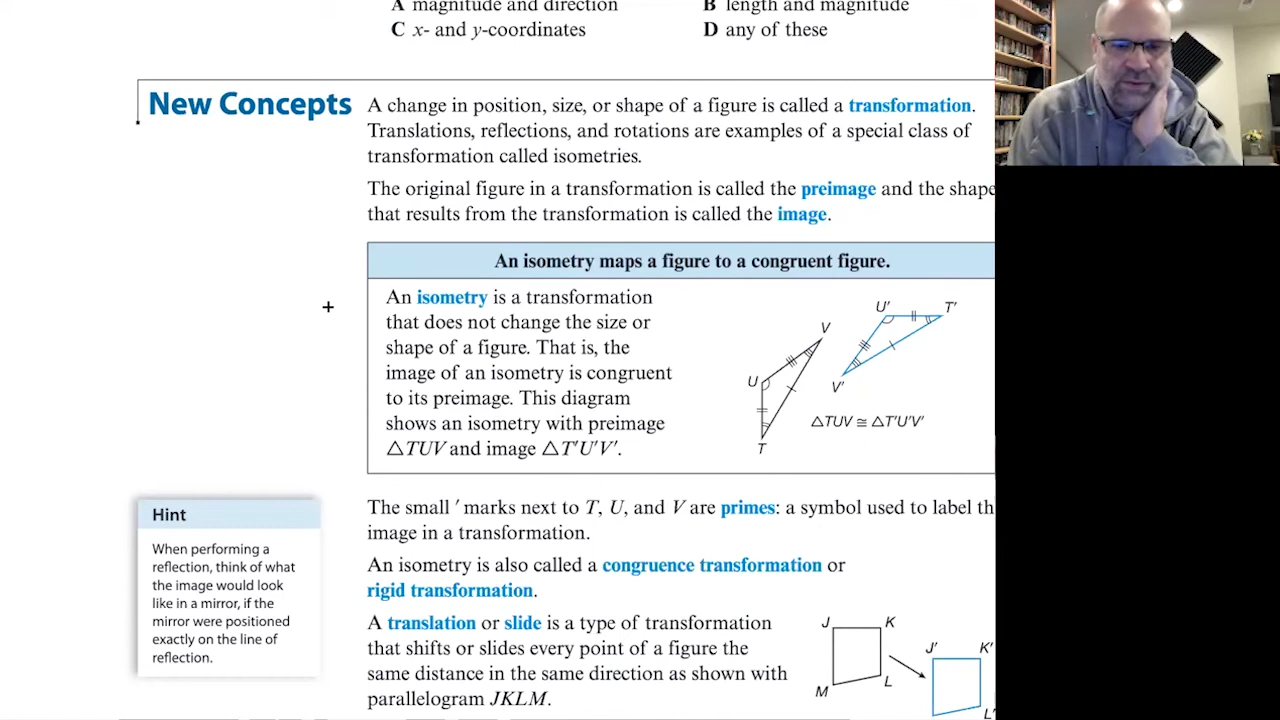 A magnitude and direction
B length and magnitude
C x- and y-coordinates
D any of these
New Concepts
A change in position, size, or shape of a figure is called a transformation.
Translations, reflections, and rotations are examples of a special class of
transformation called isometries.
The original figure in a transformation is called the preimage and the shape
that results from the transformation is called the image.
An isometry maps a figure to a congruent figure.
An isometry is a transformation
that does not change the size or
shape of a figure. That is, the
image of an isometry is congruent
to its preimage. This diagram
shows an isometry with preimage
△TUV and image △T′U′V′.
V
U
T
U′
T′
V′
△TUV ≅ △T′U′V′
Hint
When performing a
reflection, think of what
the image would look
like in a mirror, if the
mirror were positioned
exactly on the line of
reflection.
The small ′ marks next to T, U, and V are primes: a symbol used to label th
image in a transformation.
An isometry is also called a congruence transformation or
rigid transformation.
A translation or slide is a type of transformation
that shifts or slides every point of a figure the
same distance in the same direction as shown with
parallelogram JKLM.
J
K
M
L
J′
K′
L′